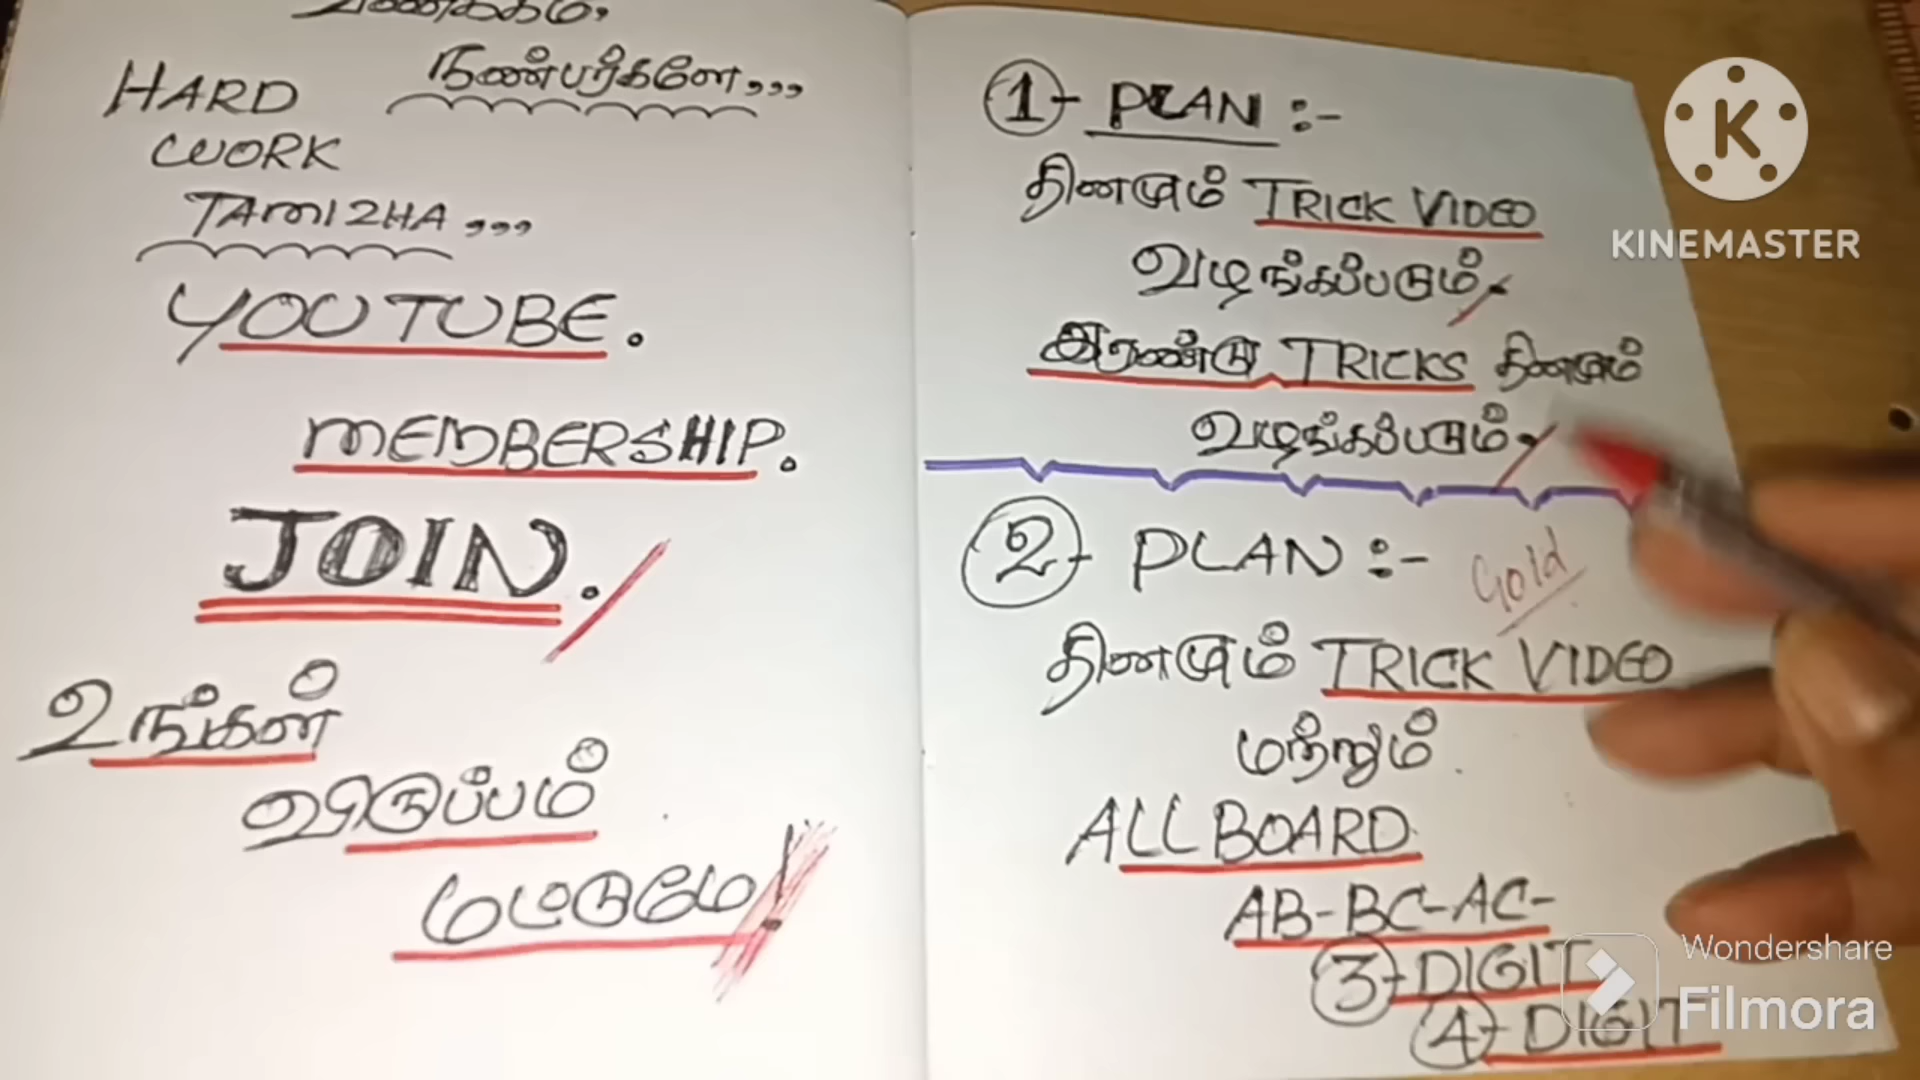 வணக்கம்,
நண்பர்களே,,,
HARD
WORK
TAMIZHA,,,
YOUTUBE.
MEMBERSHIP.
JOIN.
உங்கள்
விருப்பம்
மட்டுமே!
1- PLAN :-
தினமும் TRICK VIDEO
வழங்கப்படும்.
இரண்டு TRICKS தினமும்
வழங்கப்படும்.
2- PLAN :- Gold
தினமும் TRICK VIDEO
மற்றும்
ALL BOARD
AB-BC-AC-
3-DIGIT
4-DIGIT
K
KINEMASTER
Wondershare
Filmora